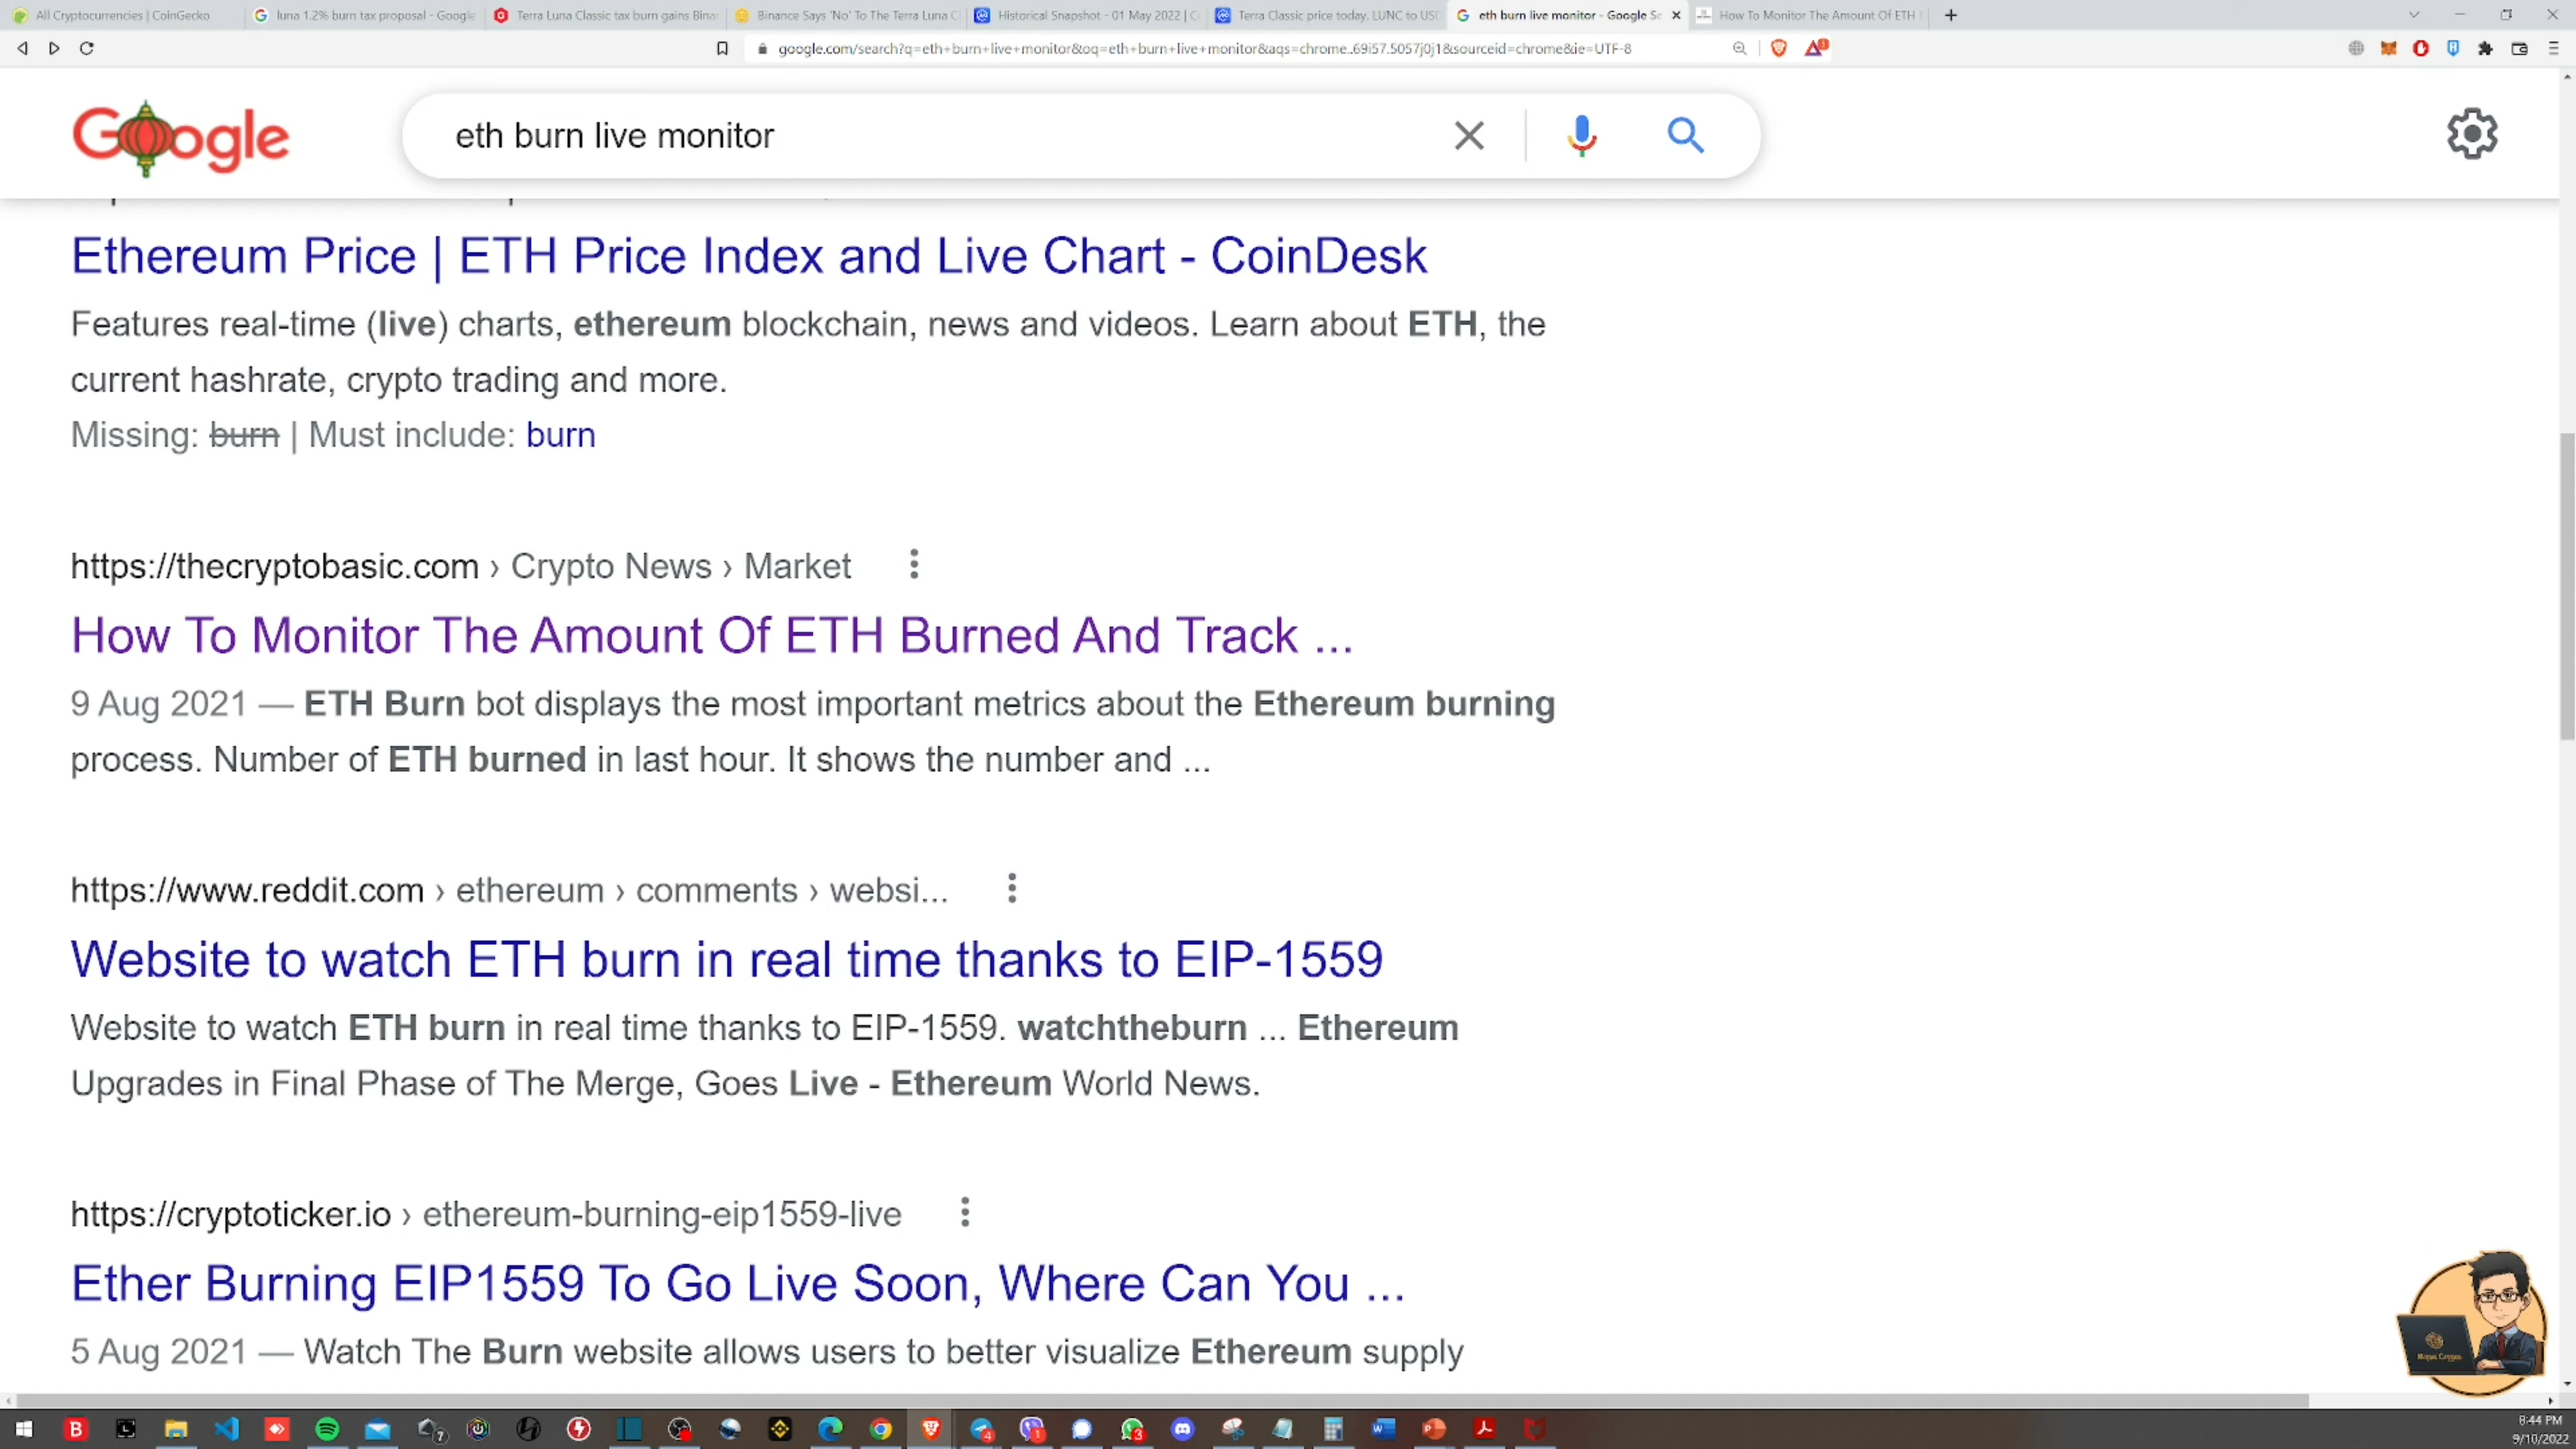 All Cryptocurrencies | CoinGecko
luna 1.2% burn tax proposal - Google
Terra Luna Classic tax burn gains Binan
Binance Says 'No' To The Terra Luna C
Historical Snapshot - 01 May 2022 | C
Terra Classic price today, LUNC to USD
eth burn live monitor - Google Se
How To Monitor The Amount Of ETH
google.com/search?q=eth+burn+live+monitor&oq=eth+burn+live+monitor&aqs=chrome..69i57.5057j0j1&sourceid=chrome&ie=UTF-8
Google
eth burn live monitor
Ethereum Price | ETH Price Index and Live Chart - CoinDesk
Features real-time (live) charts, ethereum blockchain, news and videos. Learn about ETH, the
current hashrate, crypto trading and more.
Missing: burn | Must include: burn
https://thecryptobasic.com › Crypto News › Market
How To Monitor The Amount Of ETH Burned And Track ...
9 Aug 2021 — ETH Burn bot displays the most important metrics about the Ethereum burning
process. Number of ETH burned in last hour. It shows the number and ...
https://www.reddit.com › ethereum › comments › websi...
Website to watch ETH burn in real time thanks to EIP-1559
Website to watch ETH burn in real time thanks to EIP-1559. watchtheburn ... Ethereum
Upgrades in Final Phase of The Merge, Goes Live - Ethereum World News.
https://cryptoticker.io › ethereum-burning-eip1559-live
Ether Burning EIP1559 To Go Live Soon, Where Can You ...
5 Aug 2021 — Watch The Burn website allows users to better visualize Ethereum supply
8:44 PM
9/10/2022